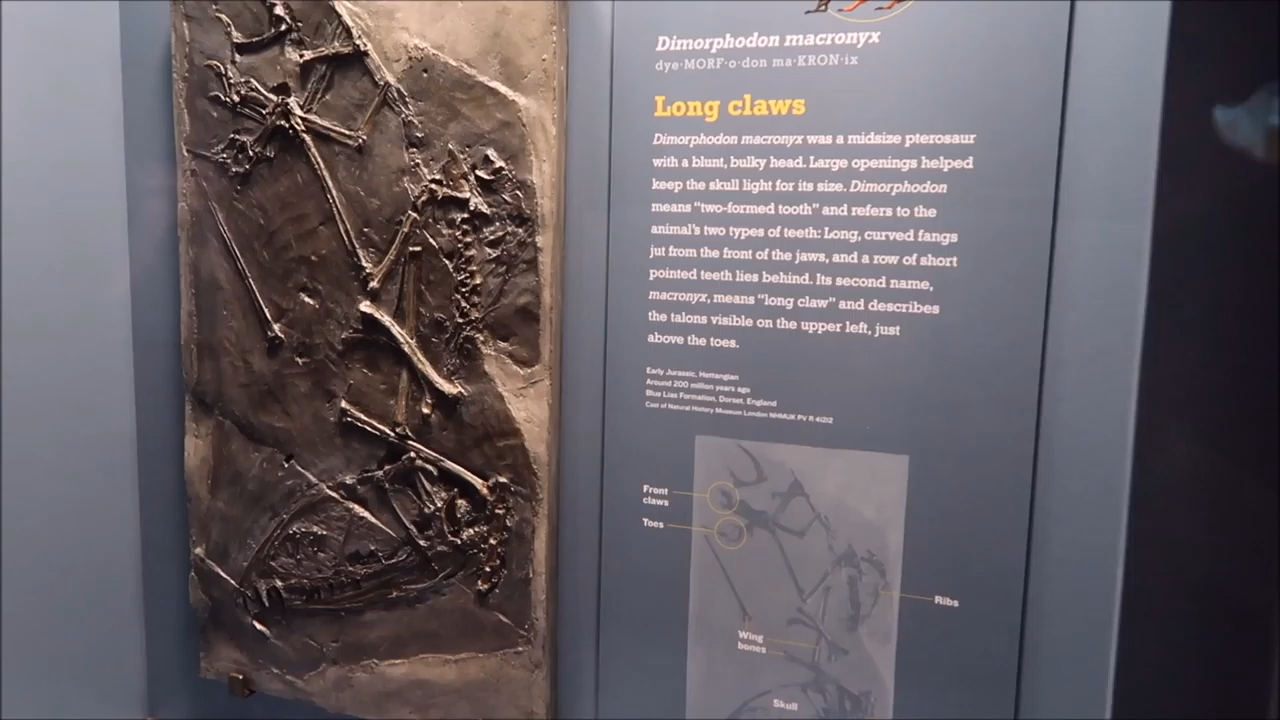 Dimorphodon macronyx
dye·MORF·o·don ma·KRON·ix
Long claws
Dimorphodon macronyx was a midsize pterosaur
with a blunt, bulky head. Large openings helped
keep the skull light for its size. Dimorphodon
means “two-formed tooth” and refers to the
animal's two types of teeth: Long, curved fangs
jut from the front of the jaws, and a row of short
pointed teeth lies behind. Its second name,
macronyx, means “long claw” and describes
the talons visible on the upper left, just
above the toes.
Early Jurassic, Hettangian
Around 200 million years ago
Blue Lias Formation, Dorset, England
Cast of Natural History Museum London NHMUK PV R 41212
Front
claws
Toes
Ribs
Wing
bones
Skull